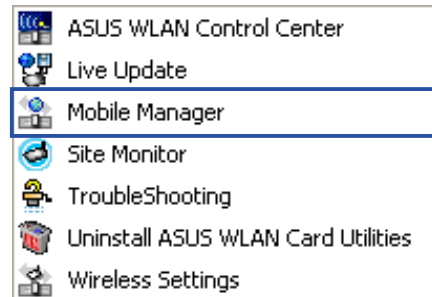 ASUS WLAN Control Center
Live Update
Mobile Manager
Site Monitor
TroubleShooting
Uninstall ASUS WLAN Card Utilities
Wireless Settings